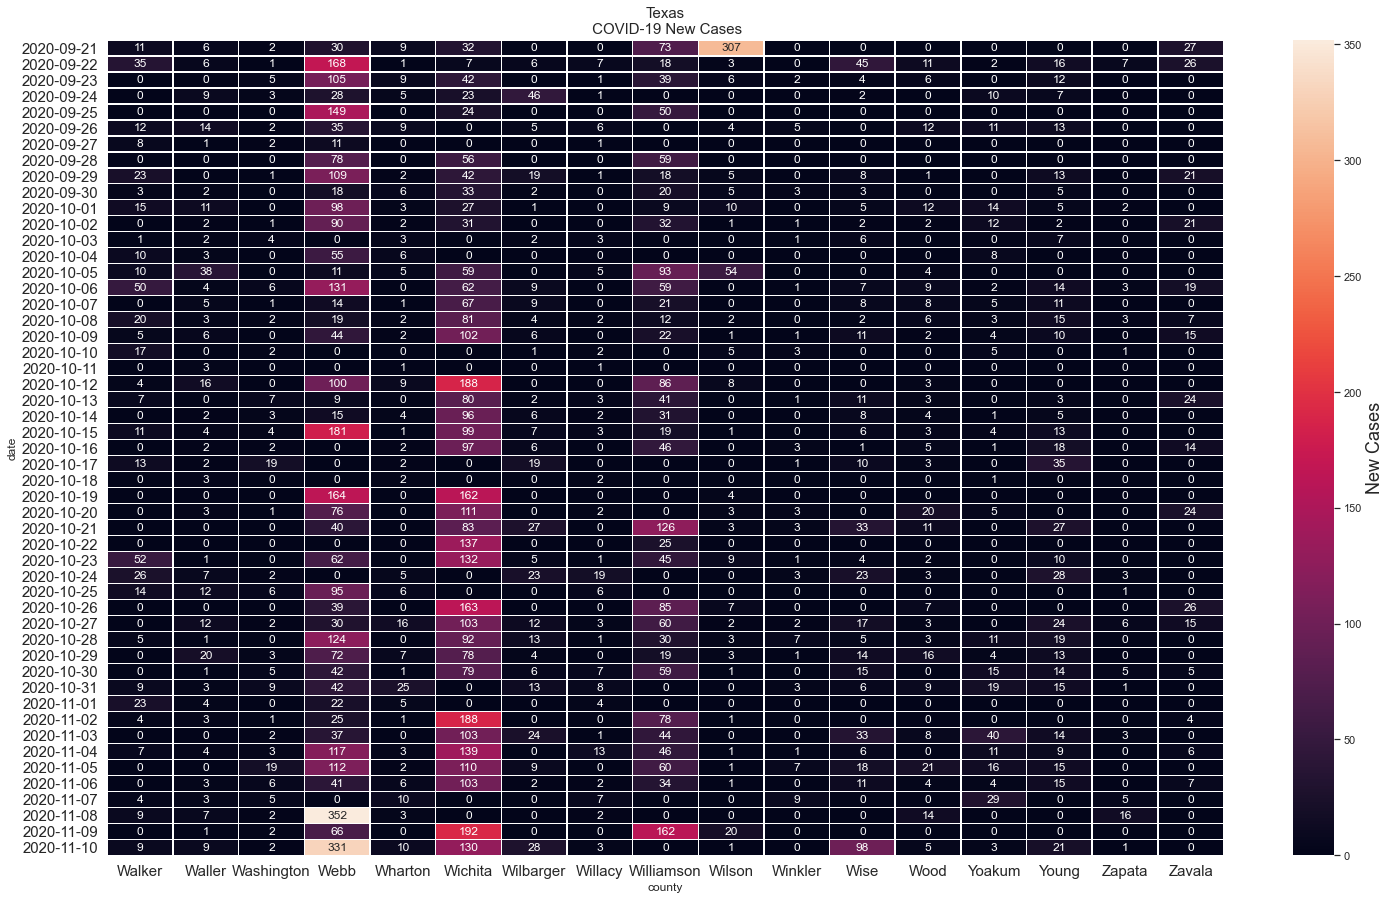 Texas
COVID-19 New Cases
2020-09-21 11 6 2 30 9 32 0 0 73 307 0 0 0 0 0 0 27
2020-09-22 35 6 1 168 1 7 6 7 18 3 0 45 11 2 16 7 26
2020-09-23 0 0 5 105 9 42 0 1 39 6 2 4 6 0 12 0 0
2020-09-24 0 9 3 28 5 23 46 1 0 0 0 2 0 10 7 0 0
2020-09-25 0 0 0 149 0 24 0 0 50 0 0 0 0 0 0 0 0
2020-09-26 12 14 2 35 9 0 5 6 0 4 5 0 12 11 13 0 0
2020-09-27 8 1 2 11 0 0 0 1 0 0 0 0 0 0 0 0 0
2020-09-28 0 0 0 78 0 56 0 0 59 0 0 0 0 0 0 0 0
2020-09-29 23 0 1 109 2 42 19 1 18 5 0 8 1 0 13 0 21
2020-09-30 3 2 0 18 6 33 2 0 20 5 3 3 0 0 5 0 0
2020-10-01 15 11 0 98 3 27 1 0 9 10 0 5 12 14 5 2 0
2020-10-02 0 2 1 90 2 31 0 0 32 1 1 2 2 12 2 0 21
2020-10-03 1 2 4 0 3 0 2 3 0 0 1 6 0 0 7 0 0
2020-10-04 10 3 0 55 6 0 0 0 0 0 0 0 0 8 0 0 0
2020-10-05 10 38 0 11 5 59 0 5 93 54 0 0 4 0 0 0 0
2020-10-06 50 4 6 131 0 62 9 0 59 0 1 7 9 2 14 3 19
2020-10-07 0 5 1 14 1 67 9 0 21 0 0 8 8 5 11 0 0
2020-10-08 20 3 2 19 2 81 4 2 12 2 0 2 6 3 15 3 7
2020-10-09 5 6 0 44 2 102 6 0 22 1 1 11 2 4 10 0 15
2020-10-10 17 0 2 0 0 0 1 2 0 5 3 0 0 5 0 1 0
2020-10-11 0 3 0 0 1 0 0 1 0 0 0 0 0 0 0 0 0
2020-10-12 4 16 0 100 9 188 0 0 86 8 0 0 3 0 0 0 0
2020-10-13 7 0 7 9 0 80 2 3 41 0 1 11 3 0 3 0 24
2020-10-14 0 2 3 15 4 96 6 2 31 0 0 8 4 1 5 0 0
2020-10-15 11 4 4 181 1 99 7 3 19 1 0 6 3 4 13 0 0
2020-10-16 0 2 2 0 2 97 6 0 46 0 3 1 5 1 18 0 14
2020-10-17 13 2 19 0 2 0 19 0 0 0 1 10 3 0 35 0 0
2020-10-18 0 3 0 0 2 0 0 2 0 0 0 0 0 1 0 0 0
2020-10-19 0 0 0 164 0 162 0 0 0 4 0 0 0 0 0 0 0
2020-10-20 0 3 1 76 0 111 0 2 0 3 3 0 20 5 0 0 24
2020-10-21 0 0 0 40 0 83 27 0 126 3 3 33 11 0 27 0 0
2020-10-22 0 0 0 0 0 137 0 0 25 0 0 0 0 0 0 0 0
2020-10-23 52 1 0 62 0 132 5 1 45 9 1 4 2 0 10 0 0
2020-10-24 26 7 2 0 5 0 23 19 0 0 3 23 3 0 28 3 0
2020-10-25 14 12 6 95 6 0 0 6 0 0 0 0 0 0 0 1 0
2020-10-26 0 0 0 39 0 163 0 0 85 7 0 0 7 0 0 0 26
2020-10-27 0 12 2 30 16 103 12 3 60 2 2 17 3 0 24 6 15
2020-10-28 5 1 0 124 0 92 13 1 30 3 7 5 3 11 19 0 0
2020-10-29 0 20 3 72 7 78 4 0 19 3 1 14 16 4 13 0 0
2020-10-30 0 1 5 42 1 79 6 7 59 1 0 15 0 15 14 5 5
2020-10-31 9 3 9 42 25 0 13 8 0 0 3 6 9 19 15 1 0
2020-11-01 23 4 0 22 5 0 0 4 0 0 0 0 0 0 0 0 0
2020-11-02 4 3 1 25 1 188 0 0 78 1 0 0 0 0 0 0 4
2020-11-03 0 0 2 37 0 103 24 1 44 0 0 33 8 40 14 3 0
2020-11-04 7 4 3 117 3 139 0 13 46 1 1 6 0 11 9 0 6
2020-11-05 0 0 19 112 2 110 9 0 60 1 7 18 21 16 15 0 0
2020-11-06 0 3 6 41 6 103 2 2 34 1 0 11 4 4 15 0 7
2020-11-07 4 3 5 0 10 0 0 7 0 0 9 0 0 29 0 5 0
2020-11-08 9 7 2 352 3 0 0 2 0 0 0 0 14 0 0 16 0
2020-11-09 0 1 2 66 0 192 0 0 162 20 0 0 0 0 0 0 0
2020-11-10 9 9 2 331 10 130 28 3 0 1 0 98 5 3 21 1 0
Walker Waller Washington Webb Wharton Wichita Wilbarger Willacy Williamson Wilson Winkler Wise Wood Yoakum Young Zapata Zavala
county
date
350
300
250
200
150
100
50
0
New Cases